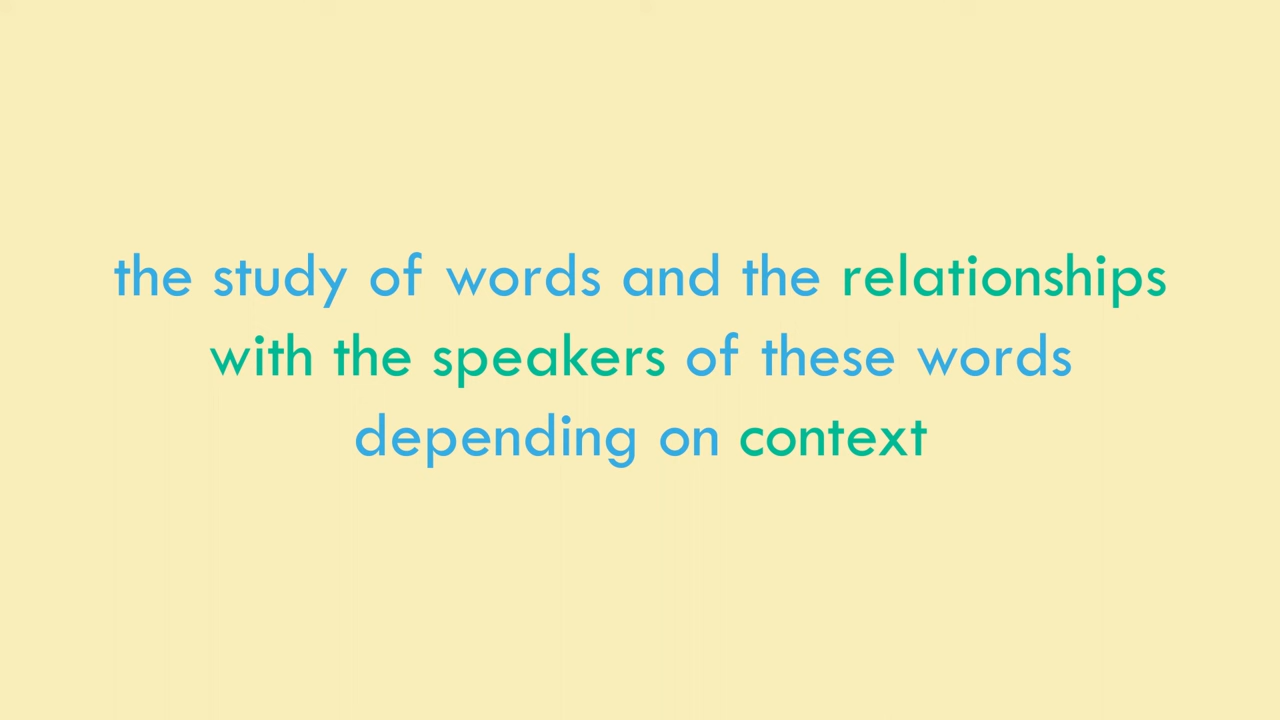 the study of words and the relationships
with the speakers of these words
depending on context